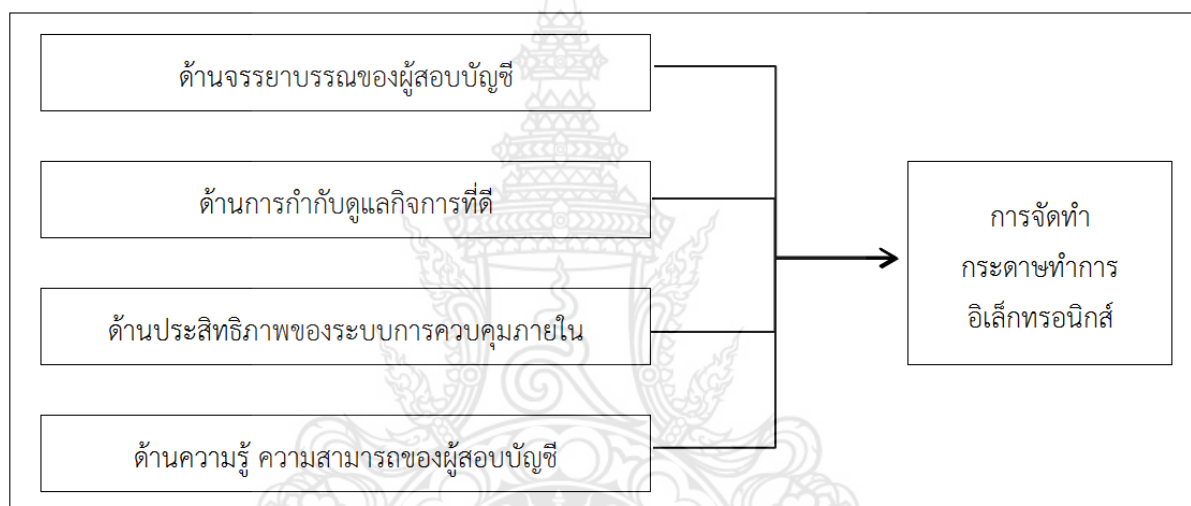 ด้านจรรยาบรรณของผู้สอบบัญชี
ด้านการกำกับดูแลกิจการที่ดี
ด้านประสิทธิภาพของระบบการควบคุมภายใน
ด้านความรู้ ความสามารถของผู้สอบบัญชี
การจัดทำ
กระดาษทำการ
อิเล็กทรอนิกส์